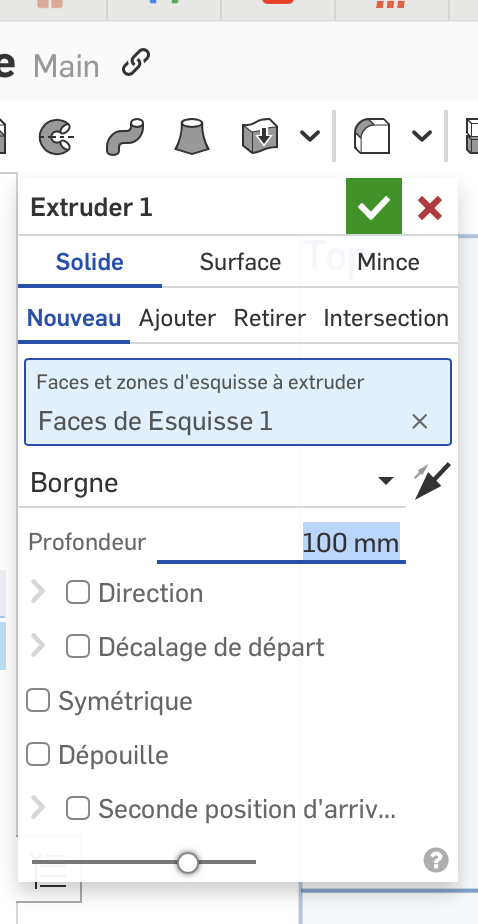 e Main
Extruder 1
Top
Solide Surface Mince
Nouveau Ajouter Retirer Intersection
Faces et zones d'esquisse à extruder
Faces de Esquisse 1
Borgne
Profondeur 100 mm
Direction
Décalage de départ
Symétrique
Dépouille
Seconde position d'arriv...
?